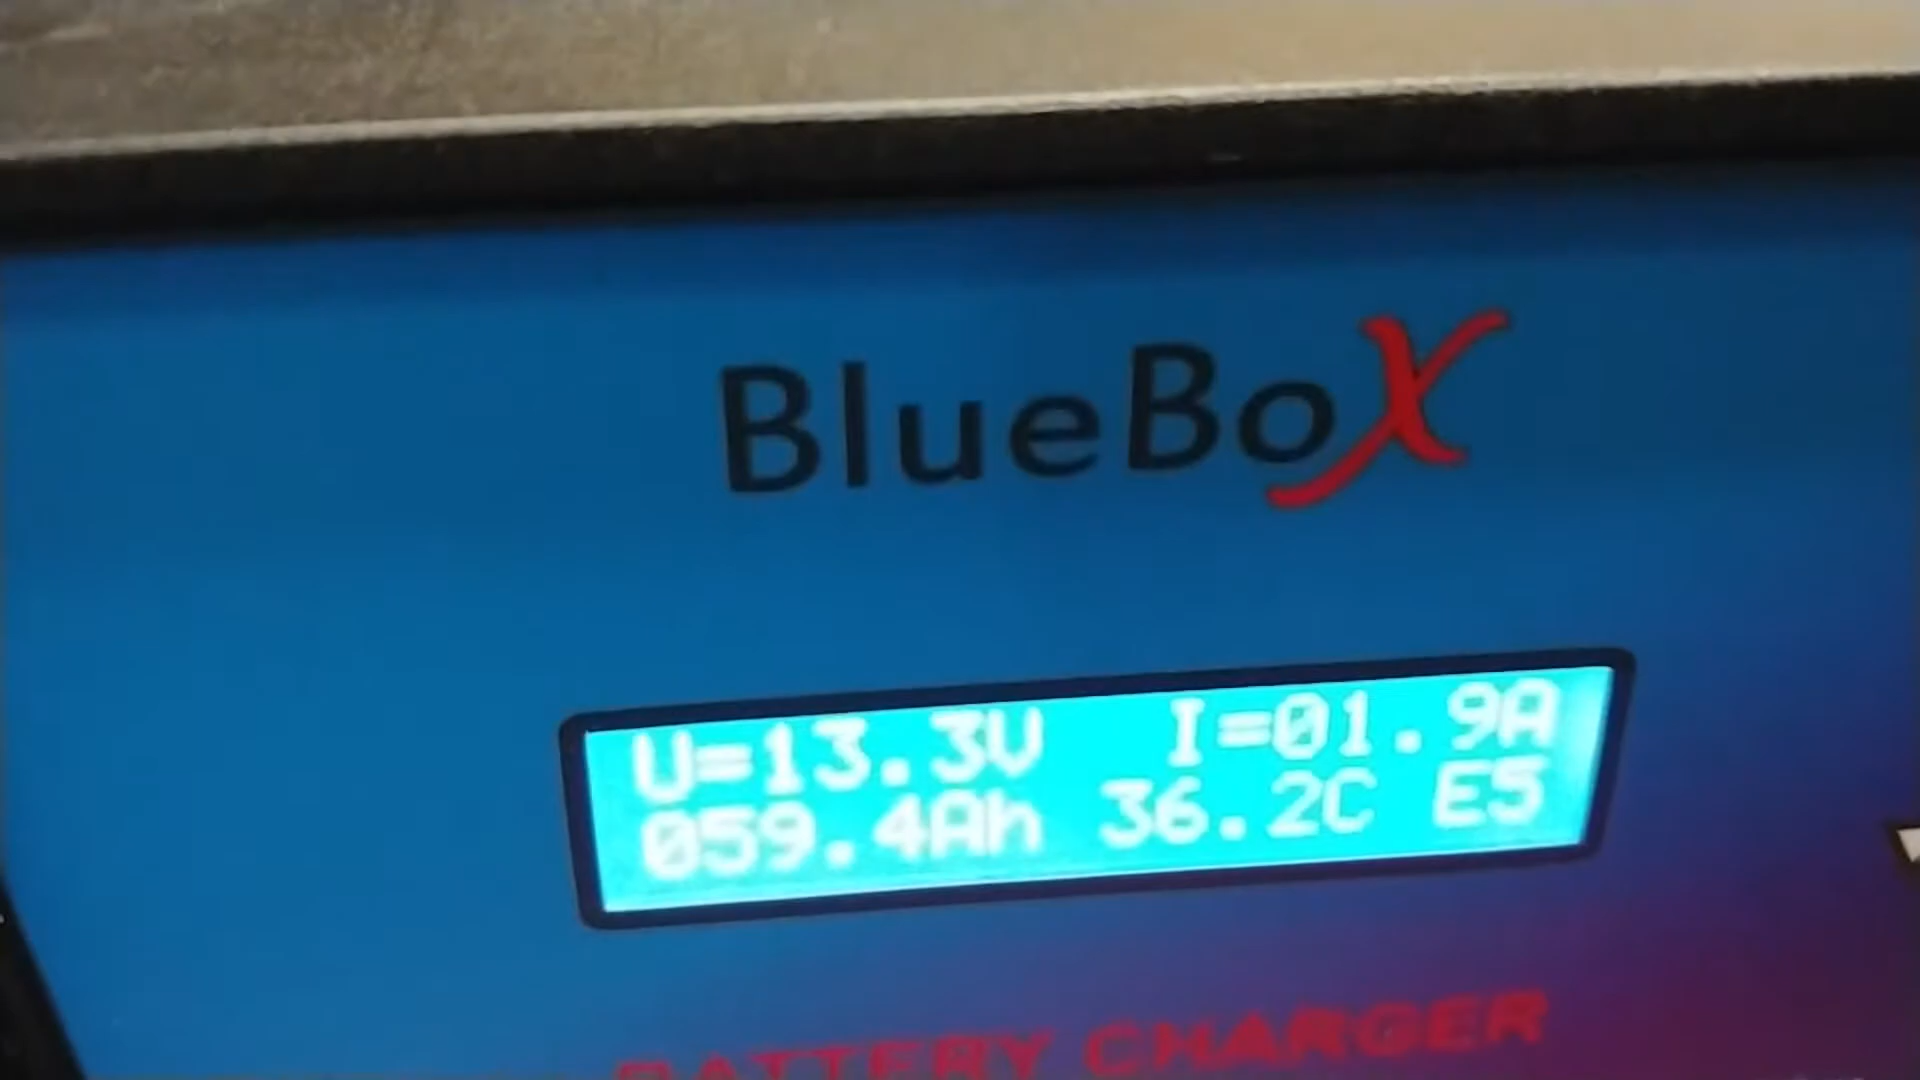 BlueBoX
U=13.3V I=01.9A
059.4Ah 36.2C E5
BATTERY CHARGER